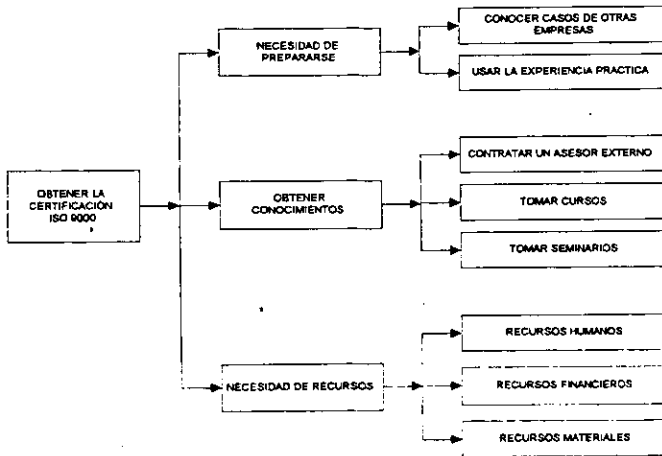 CONOCER CASOS DE OTRAS
EMPRESAS
NECESIDAD DE
PREPARARSE
USAR LA EXPERIENCIA PRACTICA
CONTRATAR UN ASESOR EXTERNO
OBTENER LA
CERTIFICACIÓN
ISO 9000
OBTENER
CONOCIMIENTOS
TOMAR CURSOS
TOMAR SEMINARIOS
RECURSOS HUMANOS
NECESIDAD DE RECURSOS
RECURSOS FINANCIEROS
RECURSOS MATERIALES